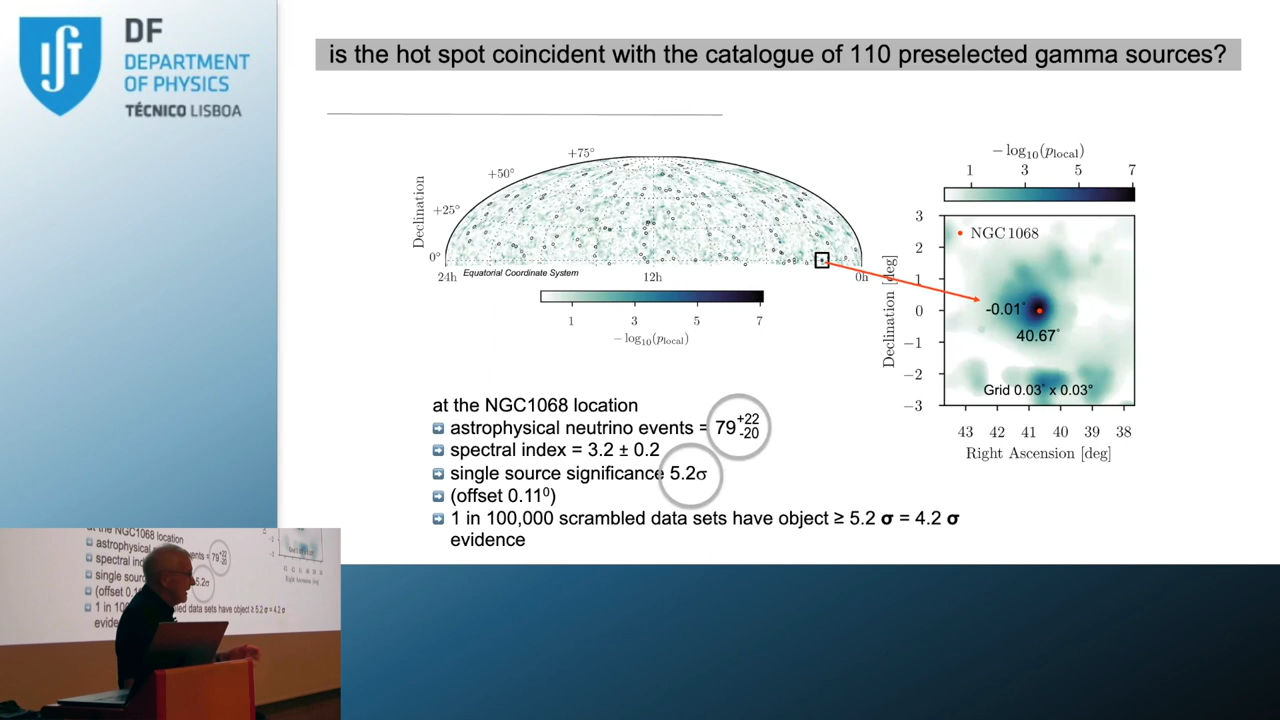 DF
DEPARTMENT
OF PHYSICS
TÉCNICO LISBOA
is the hot spot coincident with the catalogue of 110 preselected gamma sources?
+75°
+50°
+25°
0°
Declination
24h
Equatorial Coordinate System
12h
0h
1 3 5 7
− log10(plocal)
− log10(plocal)
1 3 5 7
NGC 1068
-0.01°
40.67°
Grid 0.03° x 0.03°
3
2
1
0
−1
−2
−3
Declination [deg]
43 42 41 40 39 38
Right Ascension [deg]
at the NGC1068 location
astrophysical neutrino events = 79 +22 -20
spectral index = 3.2 ± 0.2
single source significance 5.2σ
(offset 0.11⁰)
1 in 100,000 scrambled data sets have object ≥ 5.2 σ = 4.2 σ
evidence